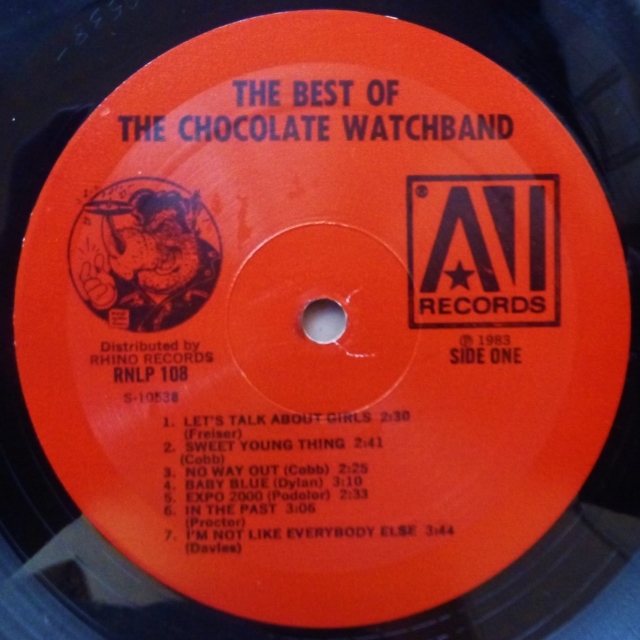 THE BEST OF
THE CHOCOLATE WATCHBAND
AVI
RECORDS
Distributed by
RHINO RECORDS
RNLP 108
S-10538
℗ 1983
SIDE ONE
1. LET'S TALK ABOUT GIRLS 2:30
(Freiser)
2. SWEET YOUNG THING 2:41
(Cobb)
3. NO WAY OUT (Cobb) 2:25
4. BABY BLUE (Dylan) 3:10
5. EXPO 2000 (Podolor) 2:33
6. IN THE PAST 3:06
(Proctor)
7. I'M NOT LIKE EVERYBODY ELSE 3:44
(Davies)